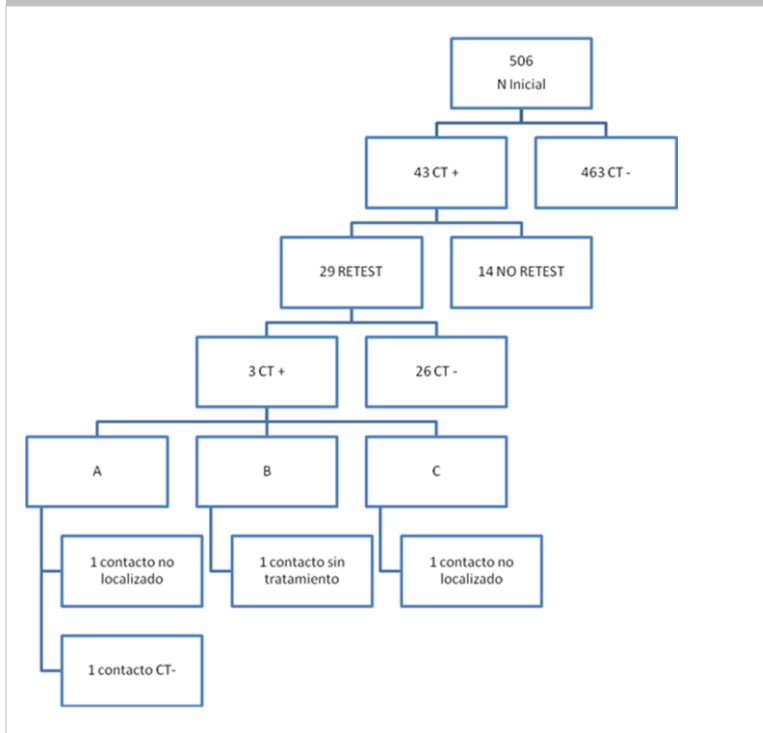 506
N Inicial
43 CT +
463 CT -
29 RETEST
14 NO RETEST
3 CT +
26 CT -
A
B
C
1 contacto no
localizado
1 contacto sin
tratamiento
1 contacto no
localizado
1 contacto CT-